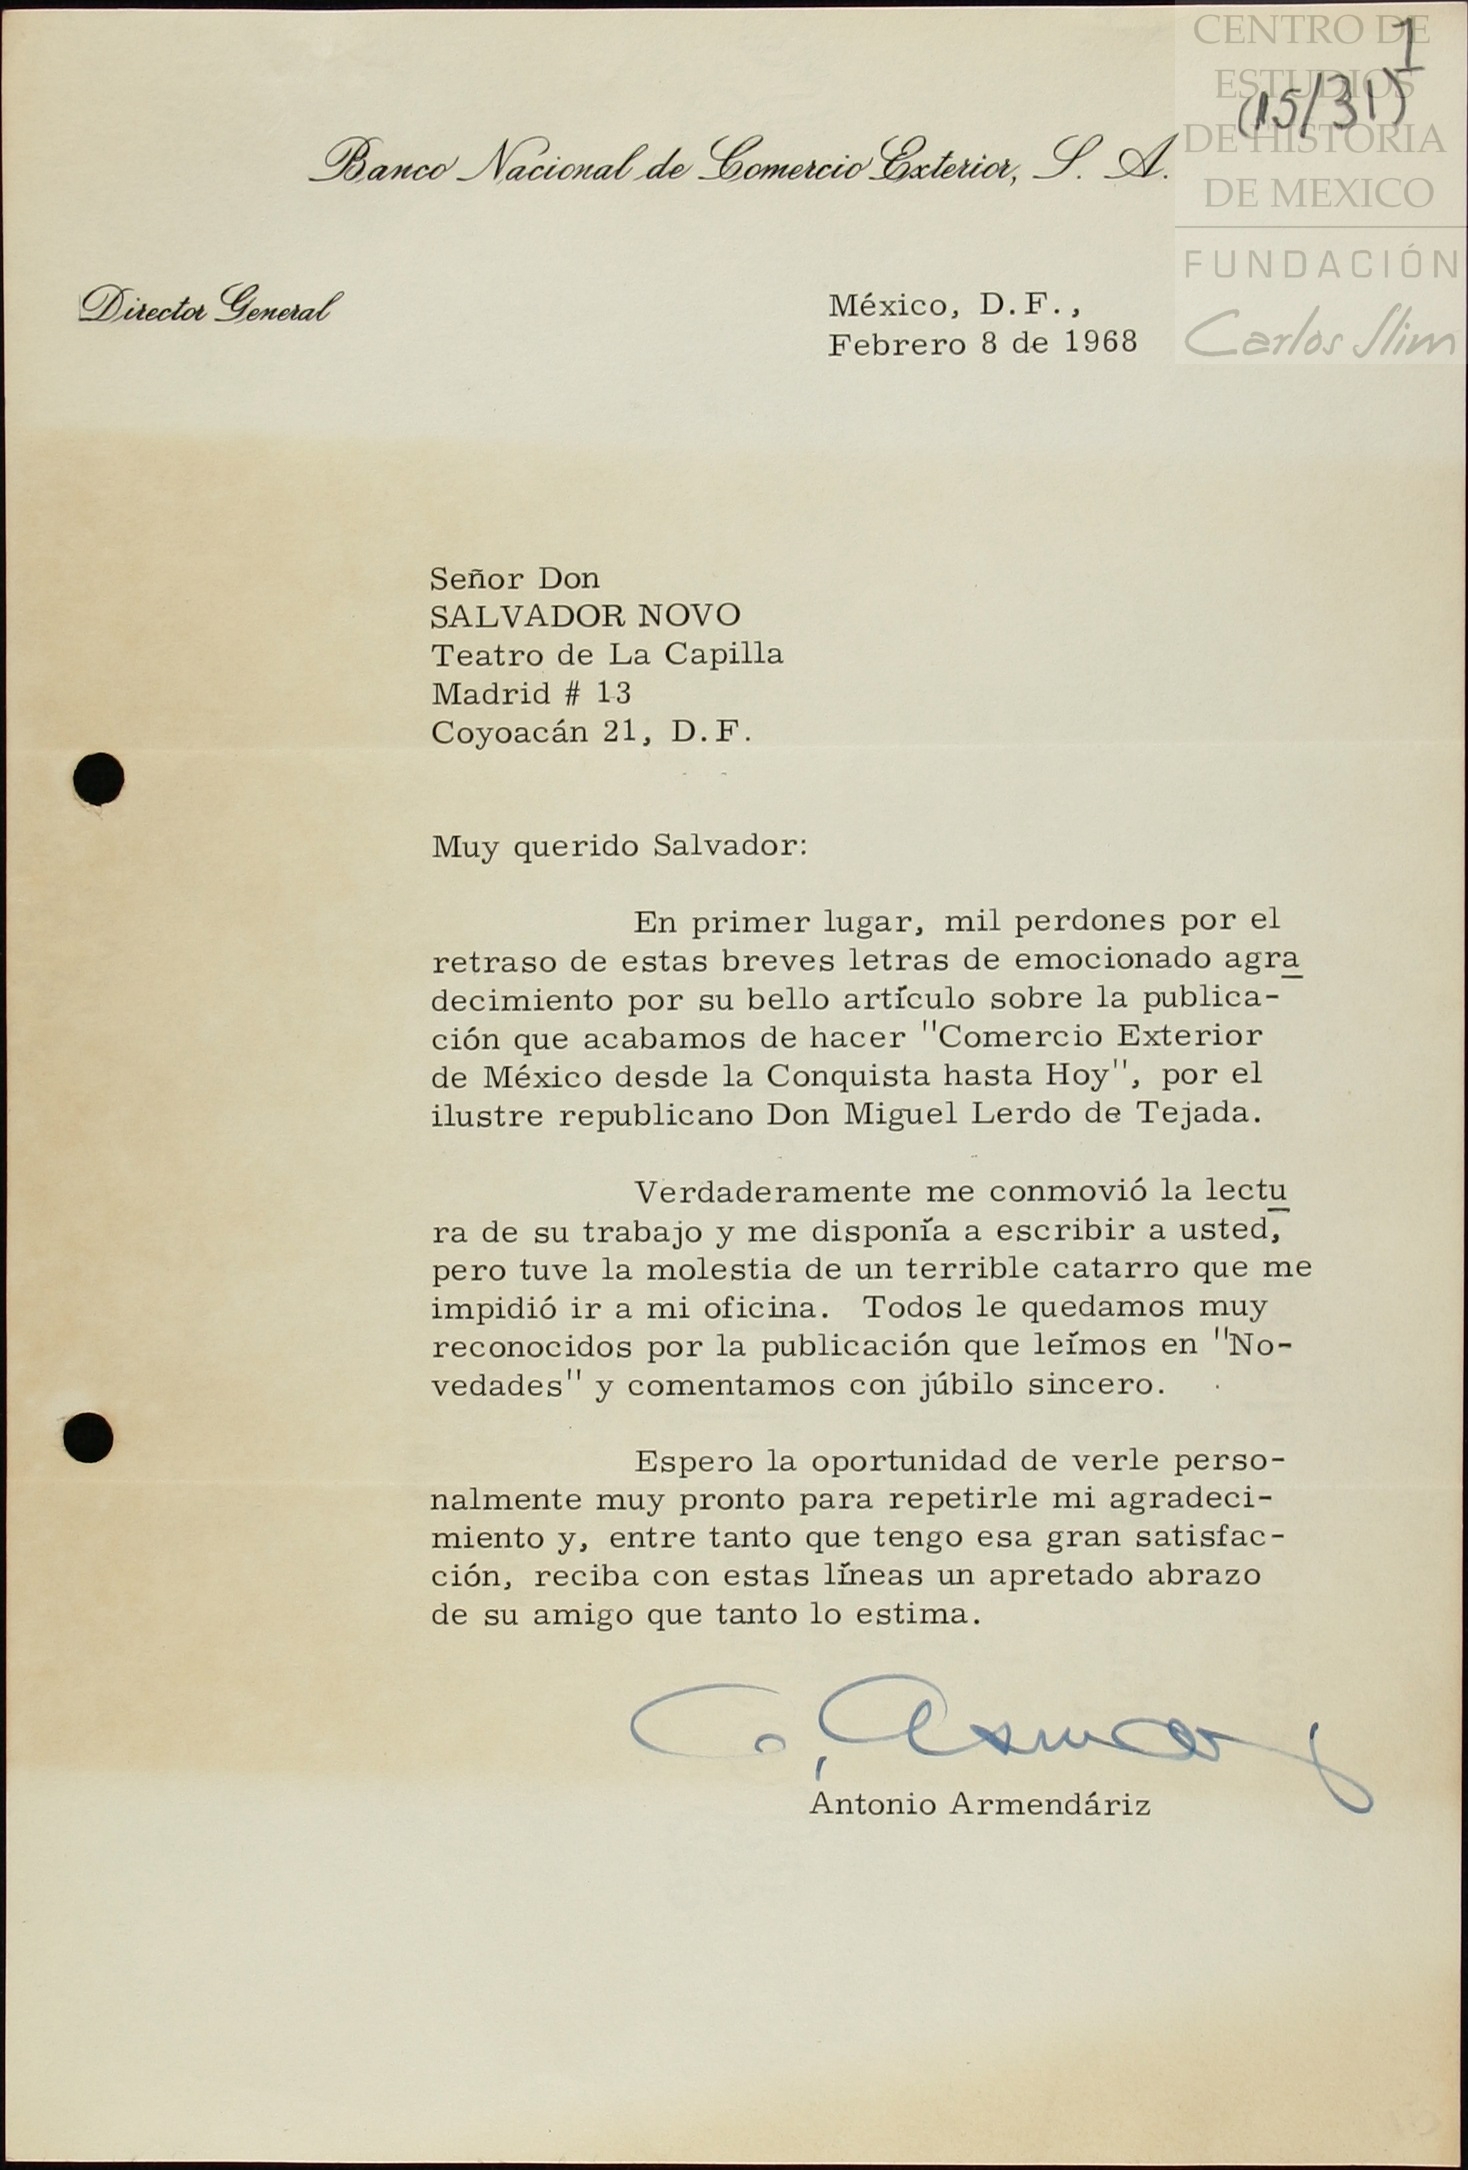 CENTRO DE
ESTUDIOS
DE HISTORIA
DE MEXICO
FUNDACIÓN
Carlos Slim
1
(15/31)
Banco Nacional de Comercio Exterior, S. A.
Director General
México, D.F.,
Febrero 8 de 1968
Señor Don
SALVADOR NOVO
Teatro de La Capilla
Madrid # 13
Coyoacán 21, D.F.
Muy querido Salvador:
En primer lugar, mil perdones por el
retraso de estas breves letras de emocionado agra
decimiento por su bello artículo sobre la publica-
ción que acabamos de hacer "Comercio Exterior
de México desde la Conquista hasta Hoy", por el
ilustre republicano Don Miguel Lerdo de Tejada.
Verdaderamente me conmovió la lectu
ra de su trabajo y me disponía a escribir a usted,
pero tuve la molestia de un terrible catarro que me
impidió ir a mi oficina. Todos le quedamos muy
reconocidos por la publicación que leímos en "No-
vedades" y comentamos con júbilo sincero.
Espero la oportunidad de verle perso-
nalmente muy pronto para repetirle mi agradeci-
miento y, entre tanto que tengo esa gran satisfac-
ción, reciba con estas líneas un apretado abrazo
de su amigo que tanto lo estima.
Antonio Armendáriz